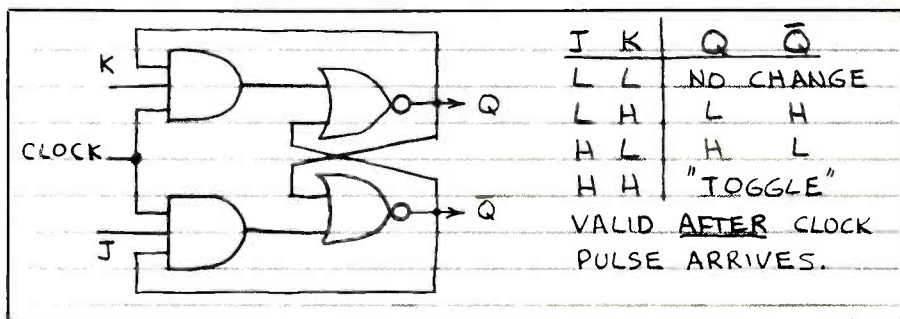 K
CLOCK
J
Q
Q̅
J K Q Q̅
L L NO CHANGE
L H L H
H L H L
H H "TOGGLE"
VALID AFTER CLOCK
PULSE ARRIVES.